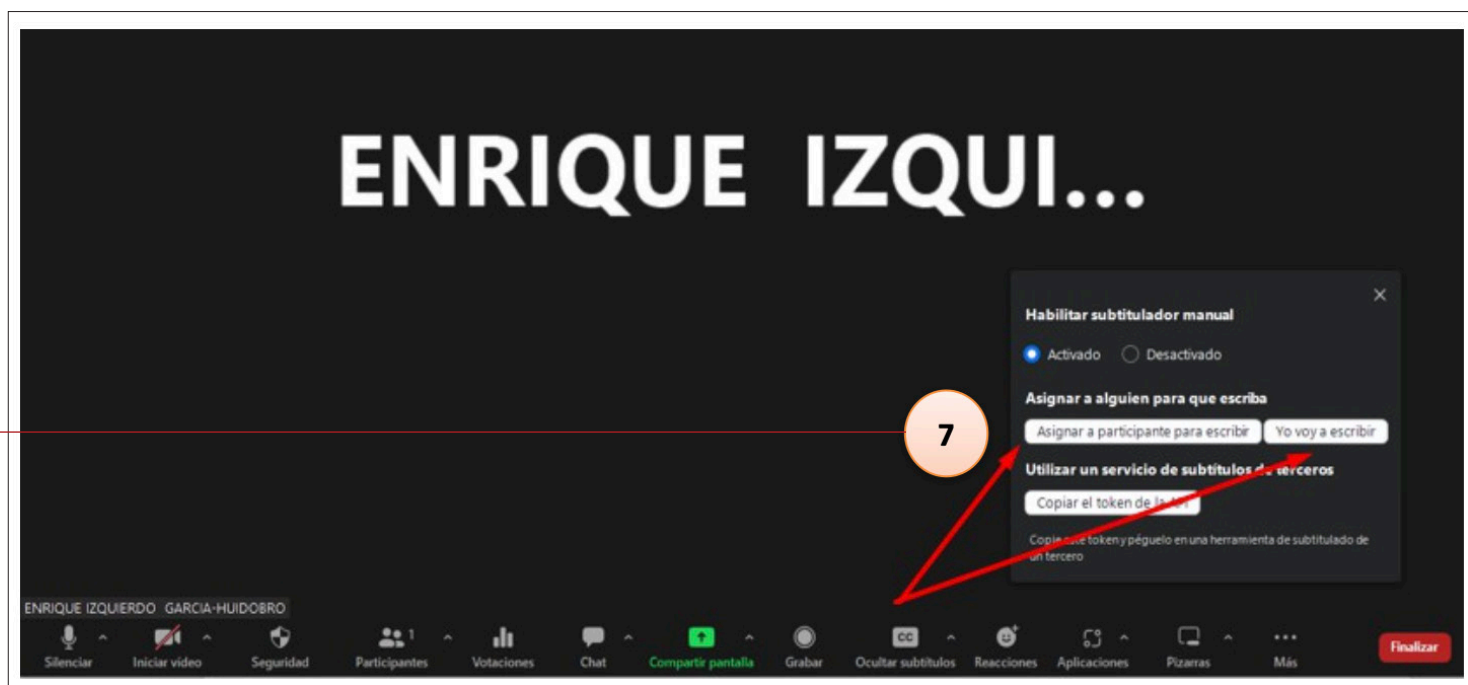 ENRIQUE IZQUI...
Habilitar subtitulador manual
Activado Desactivado
Asignar a alguien para que escriba
7
Asignar a participante para escribir Yo voy a escribir
Utilizar un servicio de subtítulos de terceros
Copiar el token de la API
Copie este token y péguelo en una herramienta de subtitulado de
un tercero
ENRIQUE IZQUIERDO GARCIA-HUIDOBRO
1
CC
Silenciar Iniciar video Seguridad Participantes Votaciones Chat Compartir pantalla Grabar Ocultar subtítulos Reacciones Aplicaciones Pizarras Más Finalizar